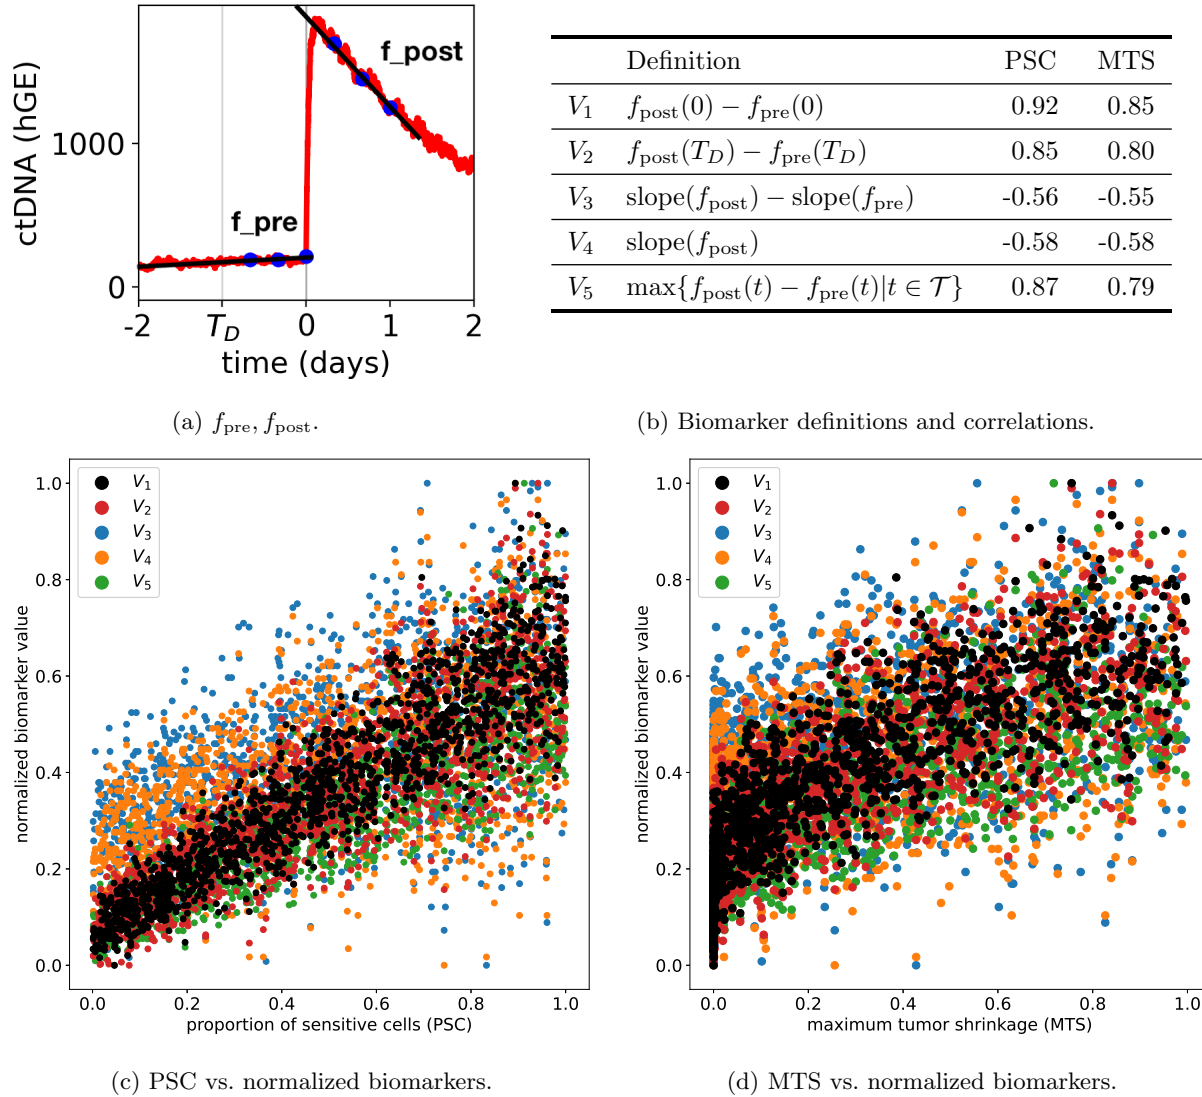 ctDNA (hGE)
1000
0
f_post
f_pre
-2 T_D 0 1 2
time (days)
(a) f_pre, f_post.
Definition PSC MTS
V_1 f_post(0) − f_pre(0) 0.92 0.85
V_2 f_post(T_D) − f_pre(T_D) 0.85 0.80
V_3 slope(f_post) − slope(f_pre) -0.56 -0.55
V_4 slope(f_post) -0.58 -0.58
V_5 max{f_post(t) − f_pre(t)|t ∈ 𝒯} 0.87 0.79
(b) Biomarker definitions and correlations.
normalized biomarker value
1.0
0.8
0.6
0.4
0.2
0.0
V_1
V_2
V_3
V_4
V_5
0.0 0.2 0.4 0.6 0.8 1.0
proportion of sensitive cells (PSC)
(c) PSC vs. normalized biomarkers.
normalized biomarker value
1.0
0.8
0.6
0.4
0.2
0.0
V_1
V_2
V_3
V_4
V_5
0.0 0.2 0.4 0.6 0.8 1.0
maximum tumor shrinkage (MTS)
(d) MTS vs. normalized biomarkers.